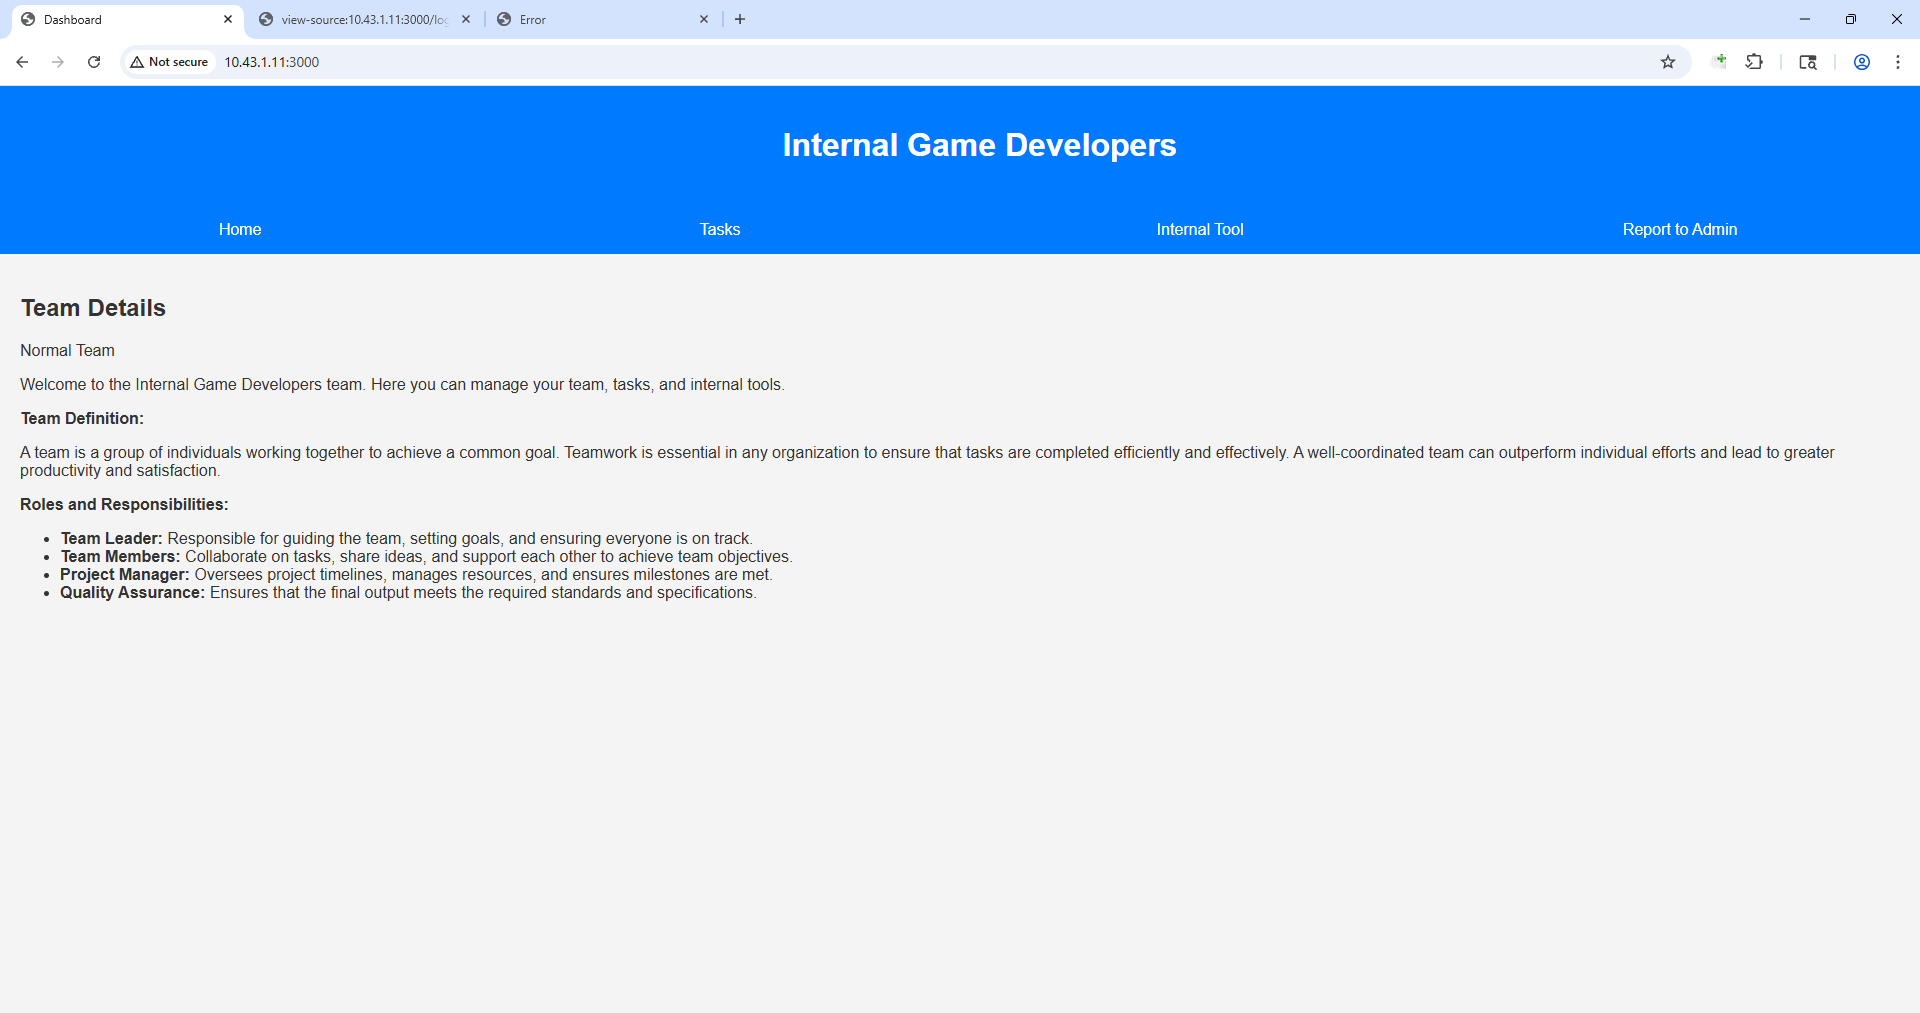 Dashboard
view-source:10.43.1.11:3000/log
Error
Not secure
10.43.1.11:3000
Internal Game Developers
Home
Tasks
Internal Tool
Report to Admin
Team Details
Normal Team
Welcome to the Internal Game Developers team. Here you can manage your team, tasks, and internal tools.
Team Definition:
A team is a group of individuals working together to achieve a common goal. Teamwork is essential in any organization to ensure that tasks are completed efficiently and effectively. A well-coordinated team can outperform individual efforts and lead to greater
productivity and satisfaction.
Roles and Responsibilities:
• Team Leader: Responsible for guiding the team, setting goals, and ensuring everyone is on track.
• Team Members: Collaborate on tasks, share ideas, and support each other to achieve team objectives.
• Project Manager: Oversees project timelines, manages resources, and ensures milestones are met.
• Quality Assurance: Ensures that the final output meets the required standards and specifications.